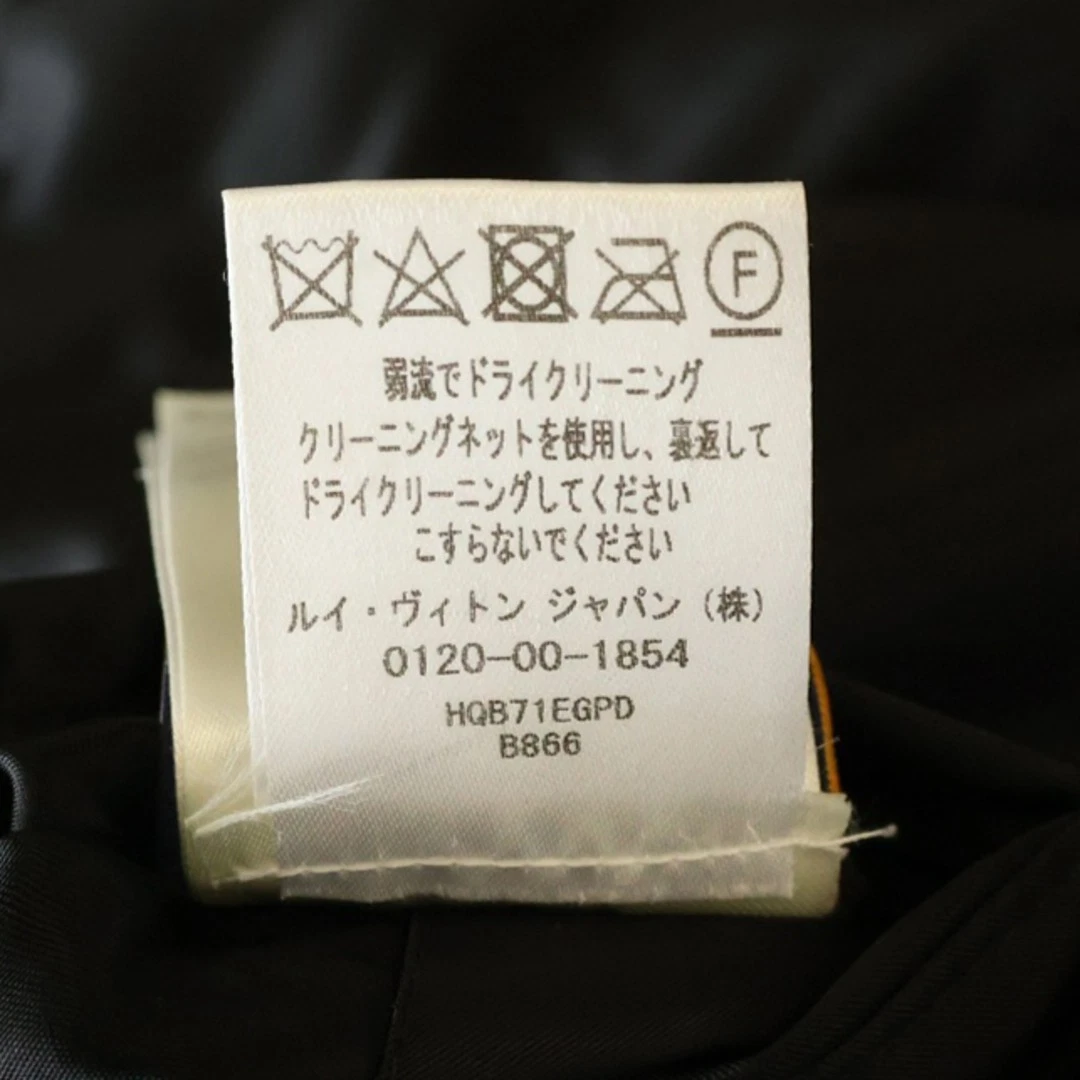 F
弱流でドライクリーニング
クリーニングネットを使用し、裏返して
ドライクリーニングしてください
こすらないでください
ルイ・ヴィトン ジャパン（株）
0120-00-1854
HQB71EGPD
B866